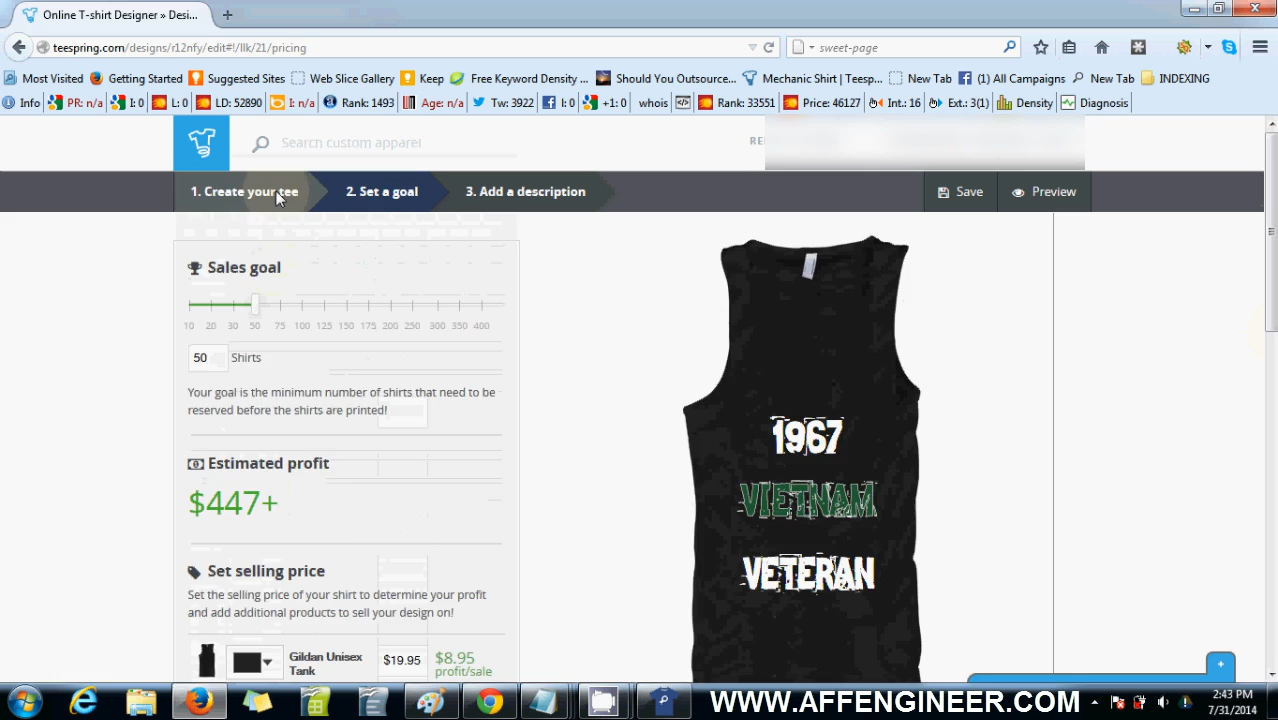 Online T-shirt Designer » Desi...
teespring.com/designs/r12nfy/edit#!/llk/21/pricing
sweet-page
Most Visited Getting Started Suggested Sites Web Slice Gallery Keep Free Keyword Density ... Should You Outsource... Mechanic Shirt | Teesp... New Tab (1) All Campaigns New Tab INDEXING
Info PR: n/a I: 0 L: 0 LD: 52890 I: n/a Rank: 1493 Age: n/a Tw: 3922 I: 0 +1: 0 whois Rank: 33551 Price: 46127 Int.: 16 Ext.: 3(1) Density Diagnosis
Search custom apparel
1. Create your tee 2. Set a goal 3. Add a description Save Preview
Sales goal
10 20 30 50 75 100 125 150 175 200 250 300 350 400
50 Shirts
Your goal is the minimum number of shirts that need to be
reserved before the shirts are printed!
Estimated profit
$447+
Set selling price
Set the selling price of your shirt to determine your profit
and add additional products to sell your design on!
Gildan Unisex
Tank
$19.95
$8.95
profit/sale
1967
VIETNAM
VETERAN
+
WWW.AFFENGINEER.COM
2:43 PM
7/31/2014